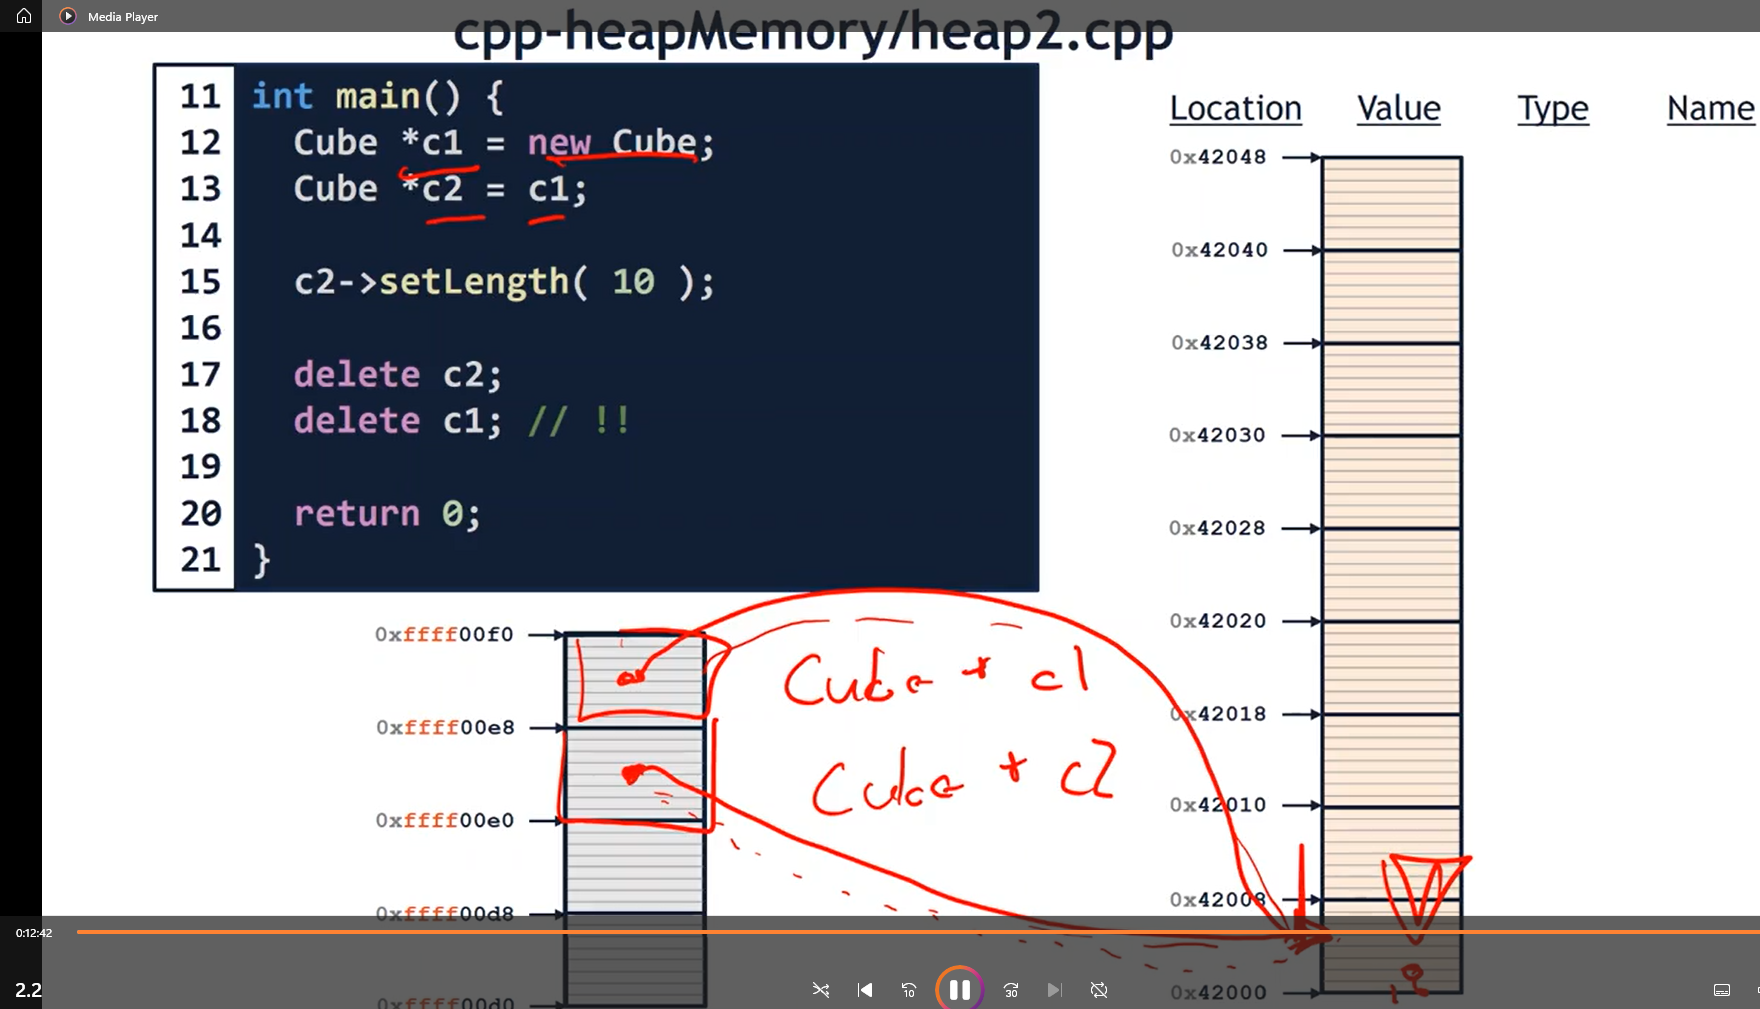 Media Player
cpp-heapMemory/heap2.cpp
11 int main() {
12 Cube *c1 = new Cube;
13 Cube *c2 = c1;
14
15 c2->setLength( 10 );
16
17 delete c2;
18 delete c1; // !!
19
20 return 0;
21 }
Location Value Type Name
0x42048
0x42040
0x42038
0x42030
0x42028
0x42020
0x42018
0x42010
0x42008
0x42000
0xffff00f0
0xffff00e8
0xffff00e0
0xffff00d8
0xffff00d0
Cube * c1
Cube * c2
0:12:42
2.2
10
30